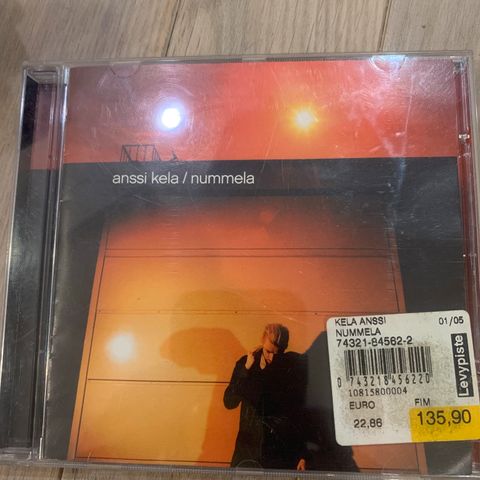 anssi kela / nummela
KELA ANSSI 01/05
NUMMELA
74321-84562-2
0 743218 456220
10815800004
EURO FIM
22,86 135,90
Levypiste